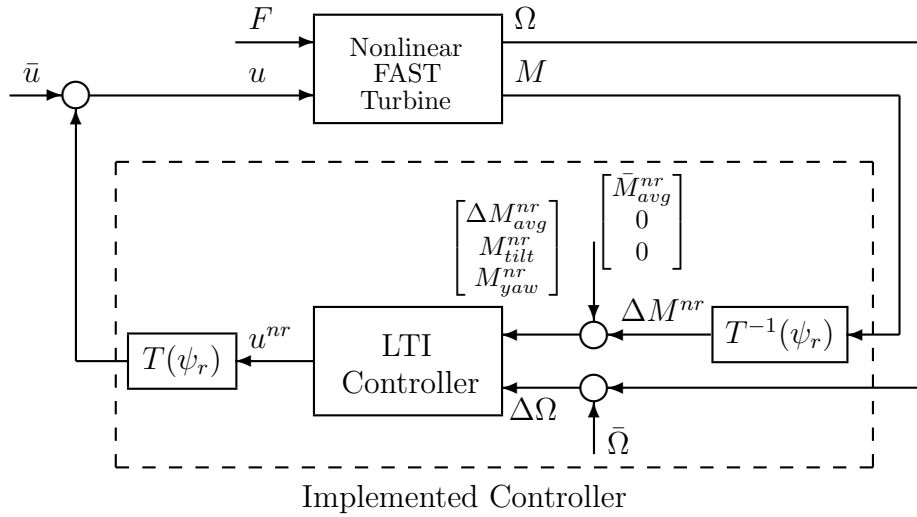 F
Ω
Nonlinear
FAST
Turbine
ū
u
M
[ΔM^{nr}_{avg}
M^{nr}_{tilt}
M^{nr}_{yaw}]
[M̄^{nr}_{avg}
0
0]
u^{nr}
T(ψ_r)
LTI
Controller
ΔM^{nr}
T^{-1}(ψ_r)
ΔΩ
Ω̄
Implemented Controller